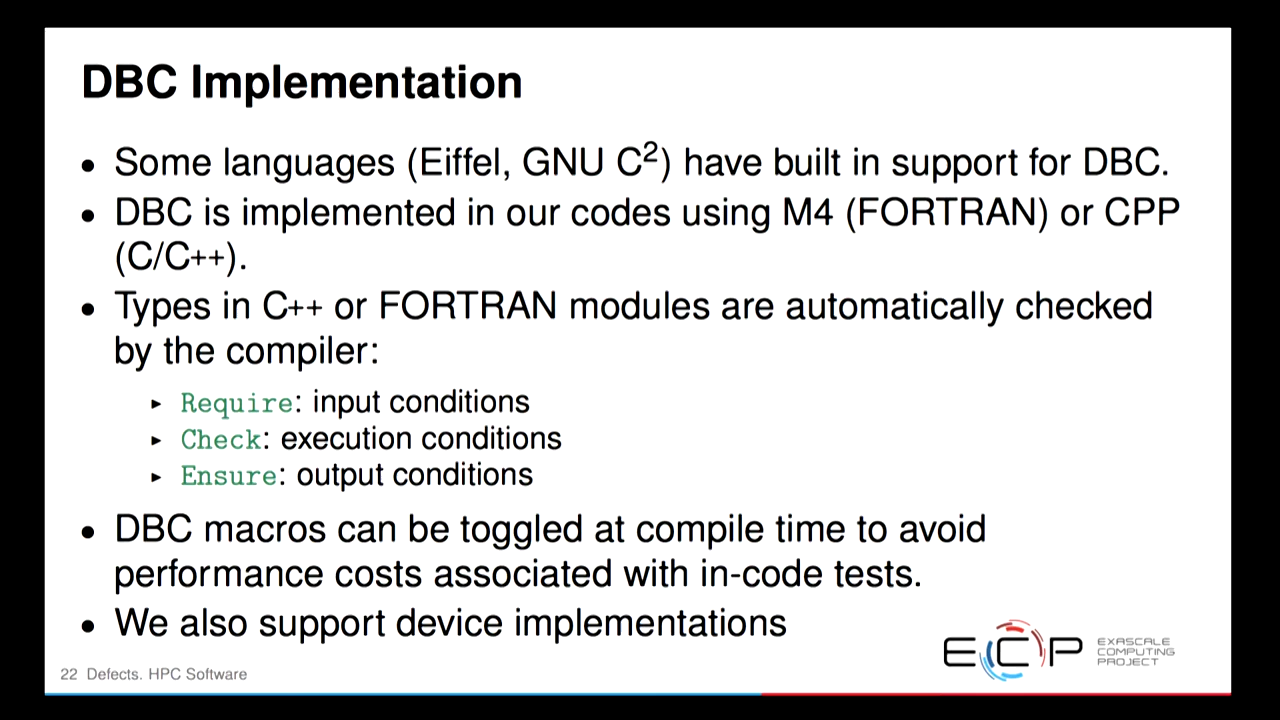 DBC Implementation
• Some languages (Eiffel, GNU C²) have built in support for DBC.
• DBC is implemented in our codes using M4 (FORTRAN) or CPP
(C/C++).
• Types in C++ or FORTRAN modules are automatically checked
by the compiler:
▸ Require: input conditions
▸ Check: execution conditions
▸ Ensure: output conditions
• DBC macros can be toggled at compile time to avoid
performance costs associated with in-code tests.
• We also support device implementations
ECP EXASCALE
COMPUTING
PROJECT
22 Defects. HPC Software